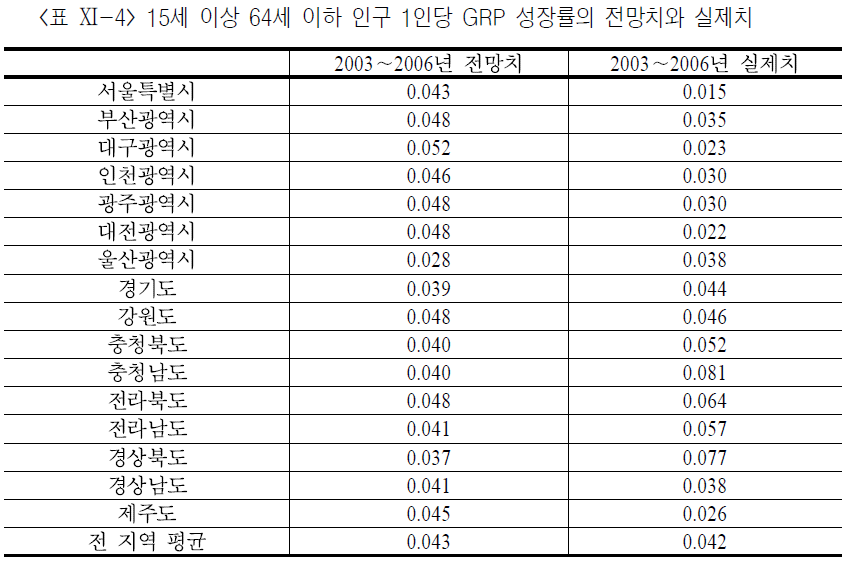 <표 XI-4> 15세 이상 64세 이하 인구 1인당 GRP 성장률의 전망치와 실제치
2003~2006년 전망치 2003~2006년 실제치
서울특별시 0.043 0.015
부산광역시 0.048 0.035
대구광역시 0.052 0.023
인천광역시 0.046 0.030
광주광역시 0.048 0.030
대전광역시 0.048 0.022
울산광역시 0.028 0.038
경기도 0.039 0.044
강원도 0.048 0.046
충청북도 0.040 0.052
충청남도 0.040 0.081
전라북도 0.048 0.064
전라남도 0.041 0.057
경상북도 0.037 0.077
경상남도 0.041 0.038
제주도 0.045 0.026
전 지역 평균 0.043 0.042